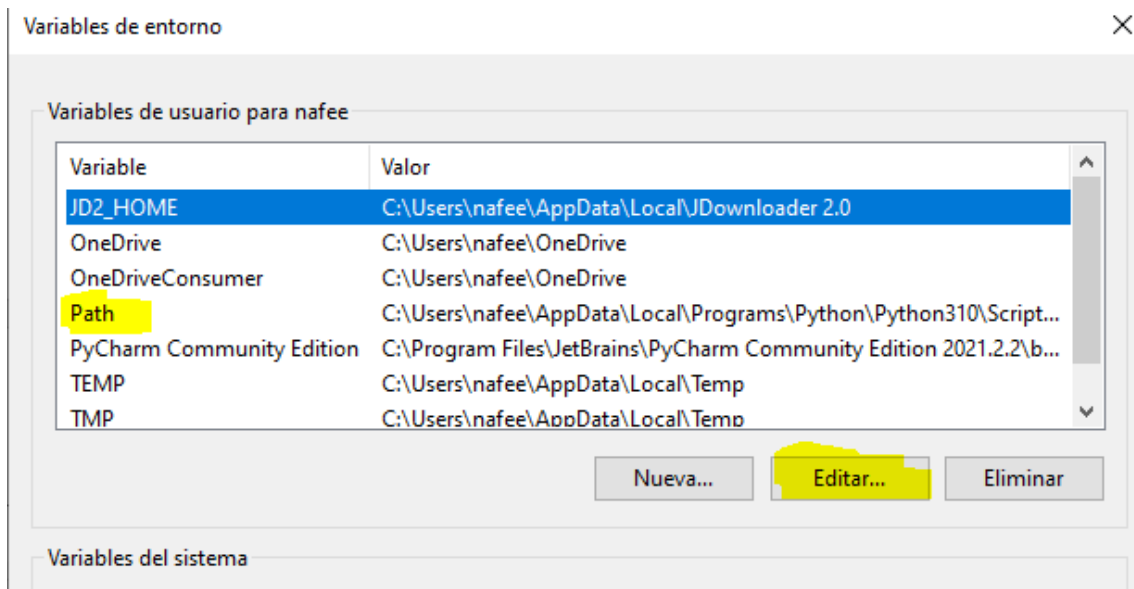 Variables de entorno
Variables de usuario para nafee
Variable Valor
JD2_HOME C:\Users\nafee\AppData\Local\JDownloader 2.0
OneDrive C:\Users\nafee\OneDrive
OneDriveConsumer C:\Users\nafee\OneDrive
Path C:\Users\nafee\AppData\Local\Programs\Python\Python310\Script...
PyCharm Community Edition C:\Program Files\JetBrains\PyCharm Community Edition 2021.2.2\b...
TEMP C:\Users\nafee\AppData\Local\Temp
TMP C:\Users\nafee\AppData\Local\Temp
Nueva... Editar... Eliminar
Variables del sistema